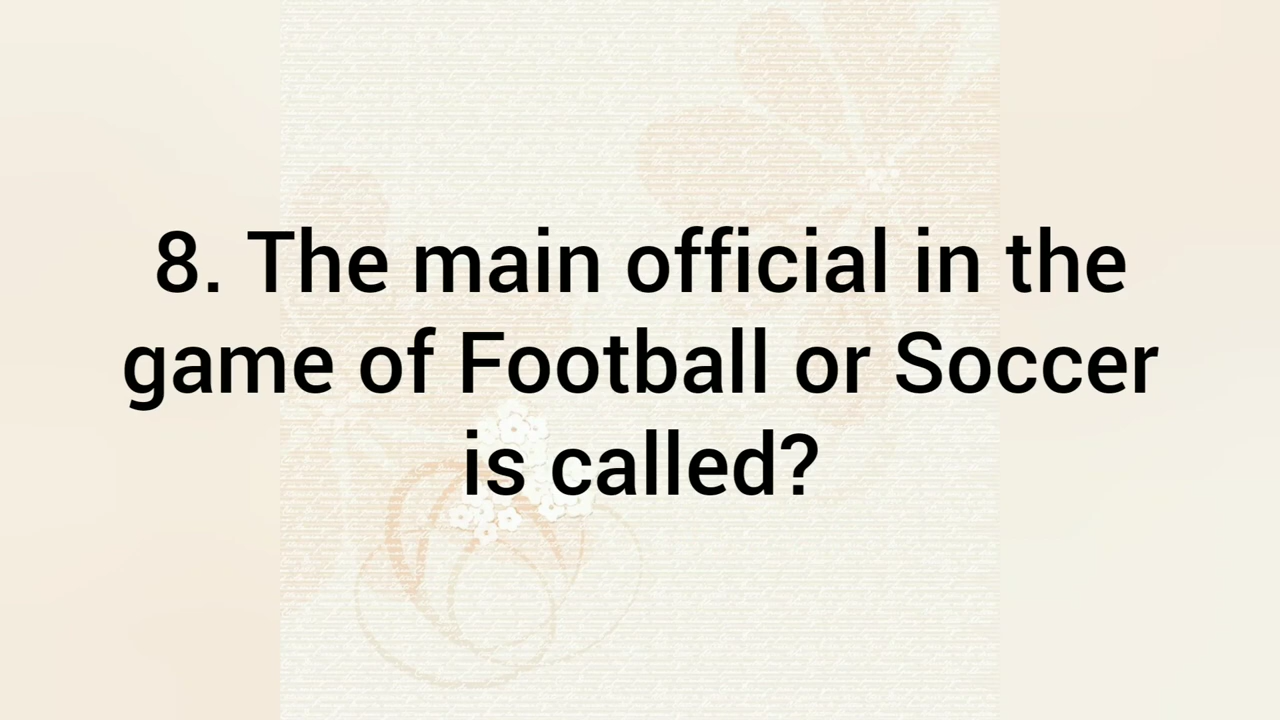 8. The main official in the
game of Football or Soccer
is called?